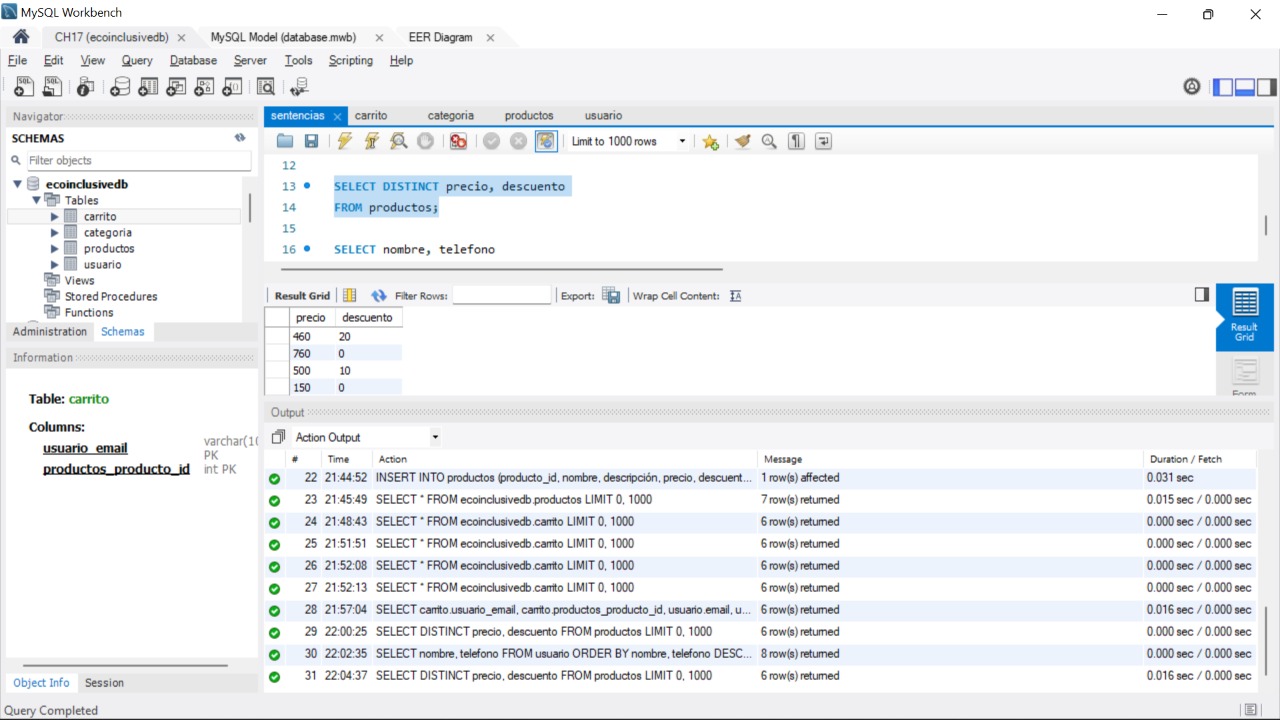 MySQL Workbench
CH17 (ecoinclusivedb)
MySQL Model (database.mwb)
EER Diagram
File Edit View Query Database Server Tools Scripting Help
Navigator
SCHEMAS
Filter objects
ecoinclusivedb
Tables
carrito
categoria
productos
usuario
Views
Stored Procedures
Functions
Administration Schemas
Information
Table: carrito
Columns:
usuario_email varchar(10
PK
productos_producto_id int PK
Object Info Session
sentencias carrito categoria productos usuario
Limit to 1000 rows
12
13 SELECT DISTINCT precio, descuento
14 FROM productos;
15
16 SELECT nombre, telefono
Result Grid Filter Rows: Export: Wrap Cell Content:
precio descuento
460 20
760 0
500 10
150 0
Result
Grid
Form
Output
Action Output
# Time Action Message Duration / Fetch
22 21:44:52 INSERT INTO productos (producto_id, nombre, descripción, precio, descuent... 1 row(s) affected 0.031 sec
23 21:45:49 SELECT * FROM ecoinclusivedb.productos LIMIT 0, 1000 7 row(s) returned 0.015 sec / 0.000 sec
24 21:48:43 SELECT * FROM ecoinclusivedb.carrito LIMIT 0, 1000 6 row(s) returned 0.000 sec / 0.000 sec
25 21:51:51 SELECT * FROM ecoinclusivedb.carrito LIMIT 0, 1000 6 row(s) returned 0.000 sec / 0.000 sec
26 21:52:08 SELECT * FROM ecoinclusivedb.carrito LIMIT 0, 1000 6 row(s) returned 0.000 sec / 0.000 sec
27 21:52:13 SELECT * FROM ecoinclusivedb.carrito LIMIT 0, 1000 6 row(s) returned 0.000 sec / 0.000 sec
28 21:57:04 SELECT carrito.usuario_email, carrito.productos_producto_id, usuario.email, u... 6 row(s) returned 0.016 sec / 0.000 sec
29 22:00:25 SELECT DISTINCT precio, descuento FROM productos LIMIT 0, 1000 6 row(s) returned 0.000 sec / 0.000 sec
30 22:02:35 SELECT nombre, telefono FROM usuario ORDER BY nombre, telefono DESC... 8 row(s) returned 0.000 sec / 0.000 sec
31 22:04:37 SELECT DISTINCT precio, descuento FROM productos LIMIT 0, 1000 6 row(s) returned 0.016 sec / 0.000 sec
Query Completed